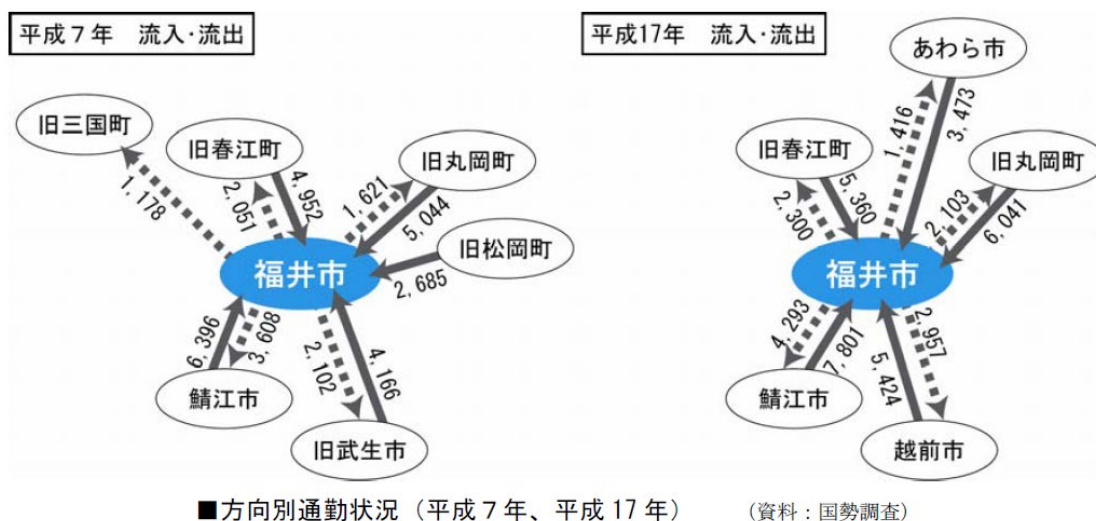 平成７年　流入･流出
旧三国町
旧春江町
旧丸岡町
旧松岡町
福井市
鯖江市
旧武生市
1,178
2,051
4,952
1,621
5,044
2,685
6,396
3,608
2,102
4,166
平成17年　流入･流出
あわら市
旧春江町
旧丸岡町
福井市
鯖江市
越前市
1,416
3,473
2,300
5,360
2,103
6,041
4,293
7,801
5,424
2,957
■方向別通勤状況（平成７年、平成 17 年）　（資料：国勢調査）